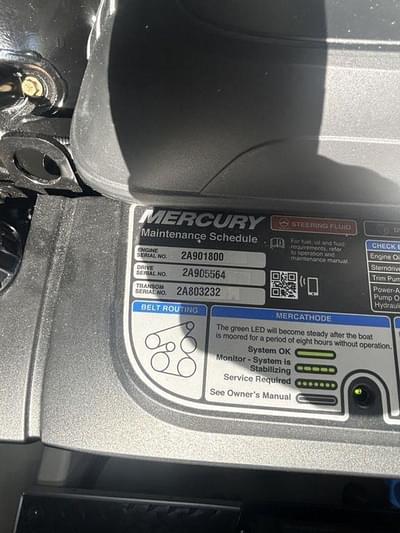 MERCURY
Maintenance Schedule
STEERING FLUID
For fuel, oil and fluid
requirements, refer
to operation and
maintenance manual.
ENGINE
SERIAL NO. 2A901800
DRIVE
SERIAL NO. 2A905564
TRANSOM
SERIAL NO. 2A803232
CHECK
Engine Oi
Sterndriv
Trim Pum
Power-A
Pump O
Hydrauli
BELT ROUTING
MERCATHODE
The green LED will become steady after the boat
is moored for a period of eight hours without operation.
System OK
Monitor - System is
Stabilizing
Service Required
See Owner's Manual